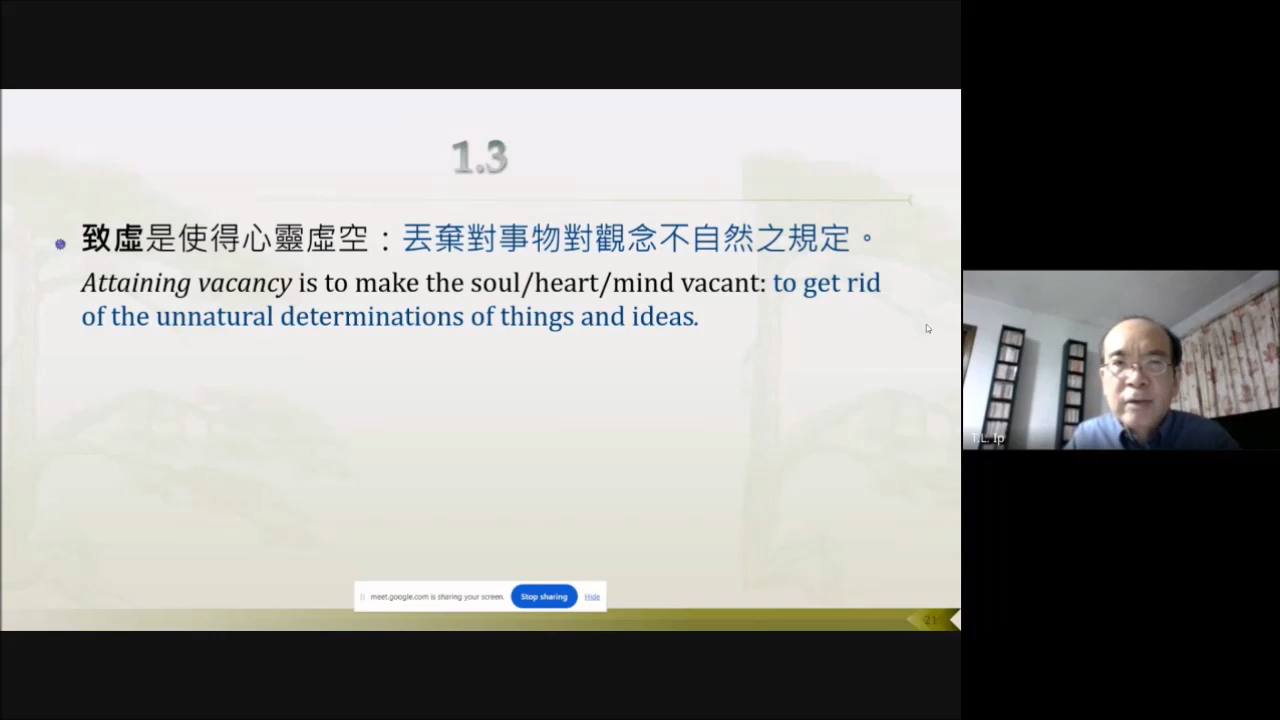 1.3
致虛是使得心靈虛空：丟棄對事物對觀念不自然之規定。
Attaining vacancy is to make the soul/heart/mind vacant: to get rid
of the unnatural determinations of things and ideas.
T.L. Ip
meet.google.com is sharing your screen. Stop sharing Hide
21